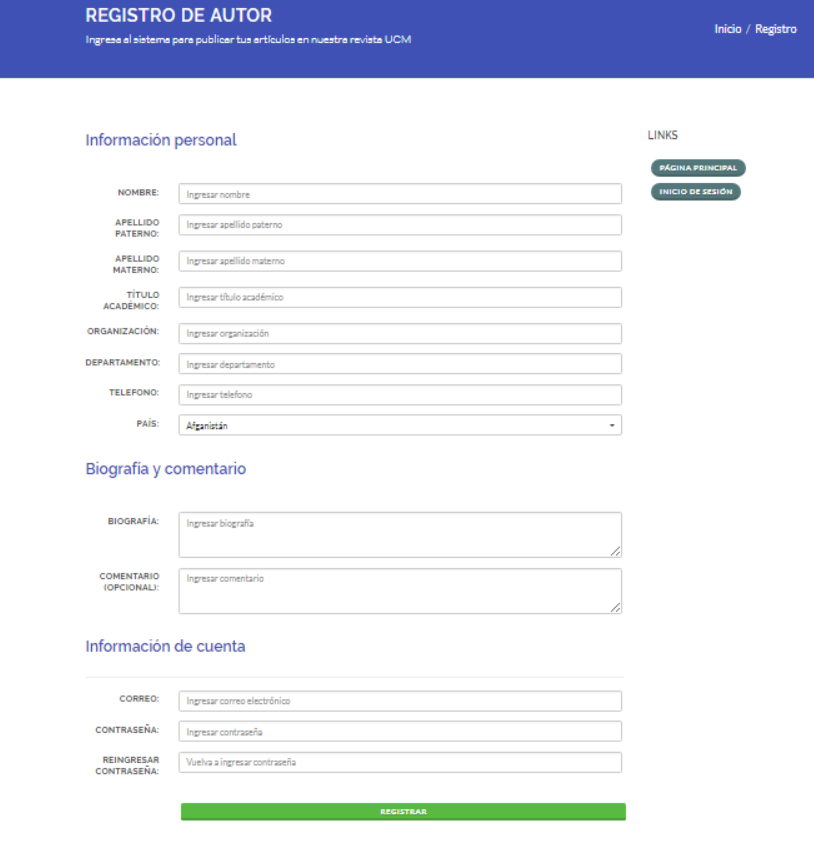 REGISTRO DE AUTOR
Ingresa al sistema para publicar tus artículos en nuestra revista UCM
Inicio / Registro
Información personal
LINKS
PÁGINA PRINCIPAL
INICIO DE SESIÓN
NOMBRE:
Ingresar nombre
APELLIDO
PATERNO:
Ingresar apellido paterno
APELLIDO
MATERNO:
Ingresar apellido materno
TÍTULO
ACADÉMICO:
Ingresar título académico
ORGANIZACIÓN:
Ingresar organización
DEPARTAMENTO:
Ingresar departamento
TELEFONO:
Ingresar telefono
PAÍS:
Afganistán
Biografía y comentario
BIOGRAFÍA:
Ingresar biografía
COMENTARIO
(OPCIONAL):
Ingresar comentario
Información de cuenta
CORREO:
Ingresar correo electrónico
CONTRASEÑA:
Ingresar contraseña
REINGRESAR
CONTRASEÑA:
Vuelva a ingresar contraseña
REGISTRAR